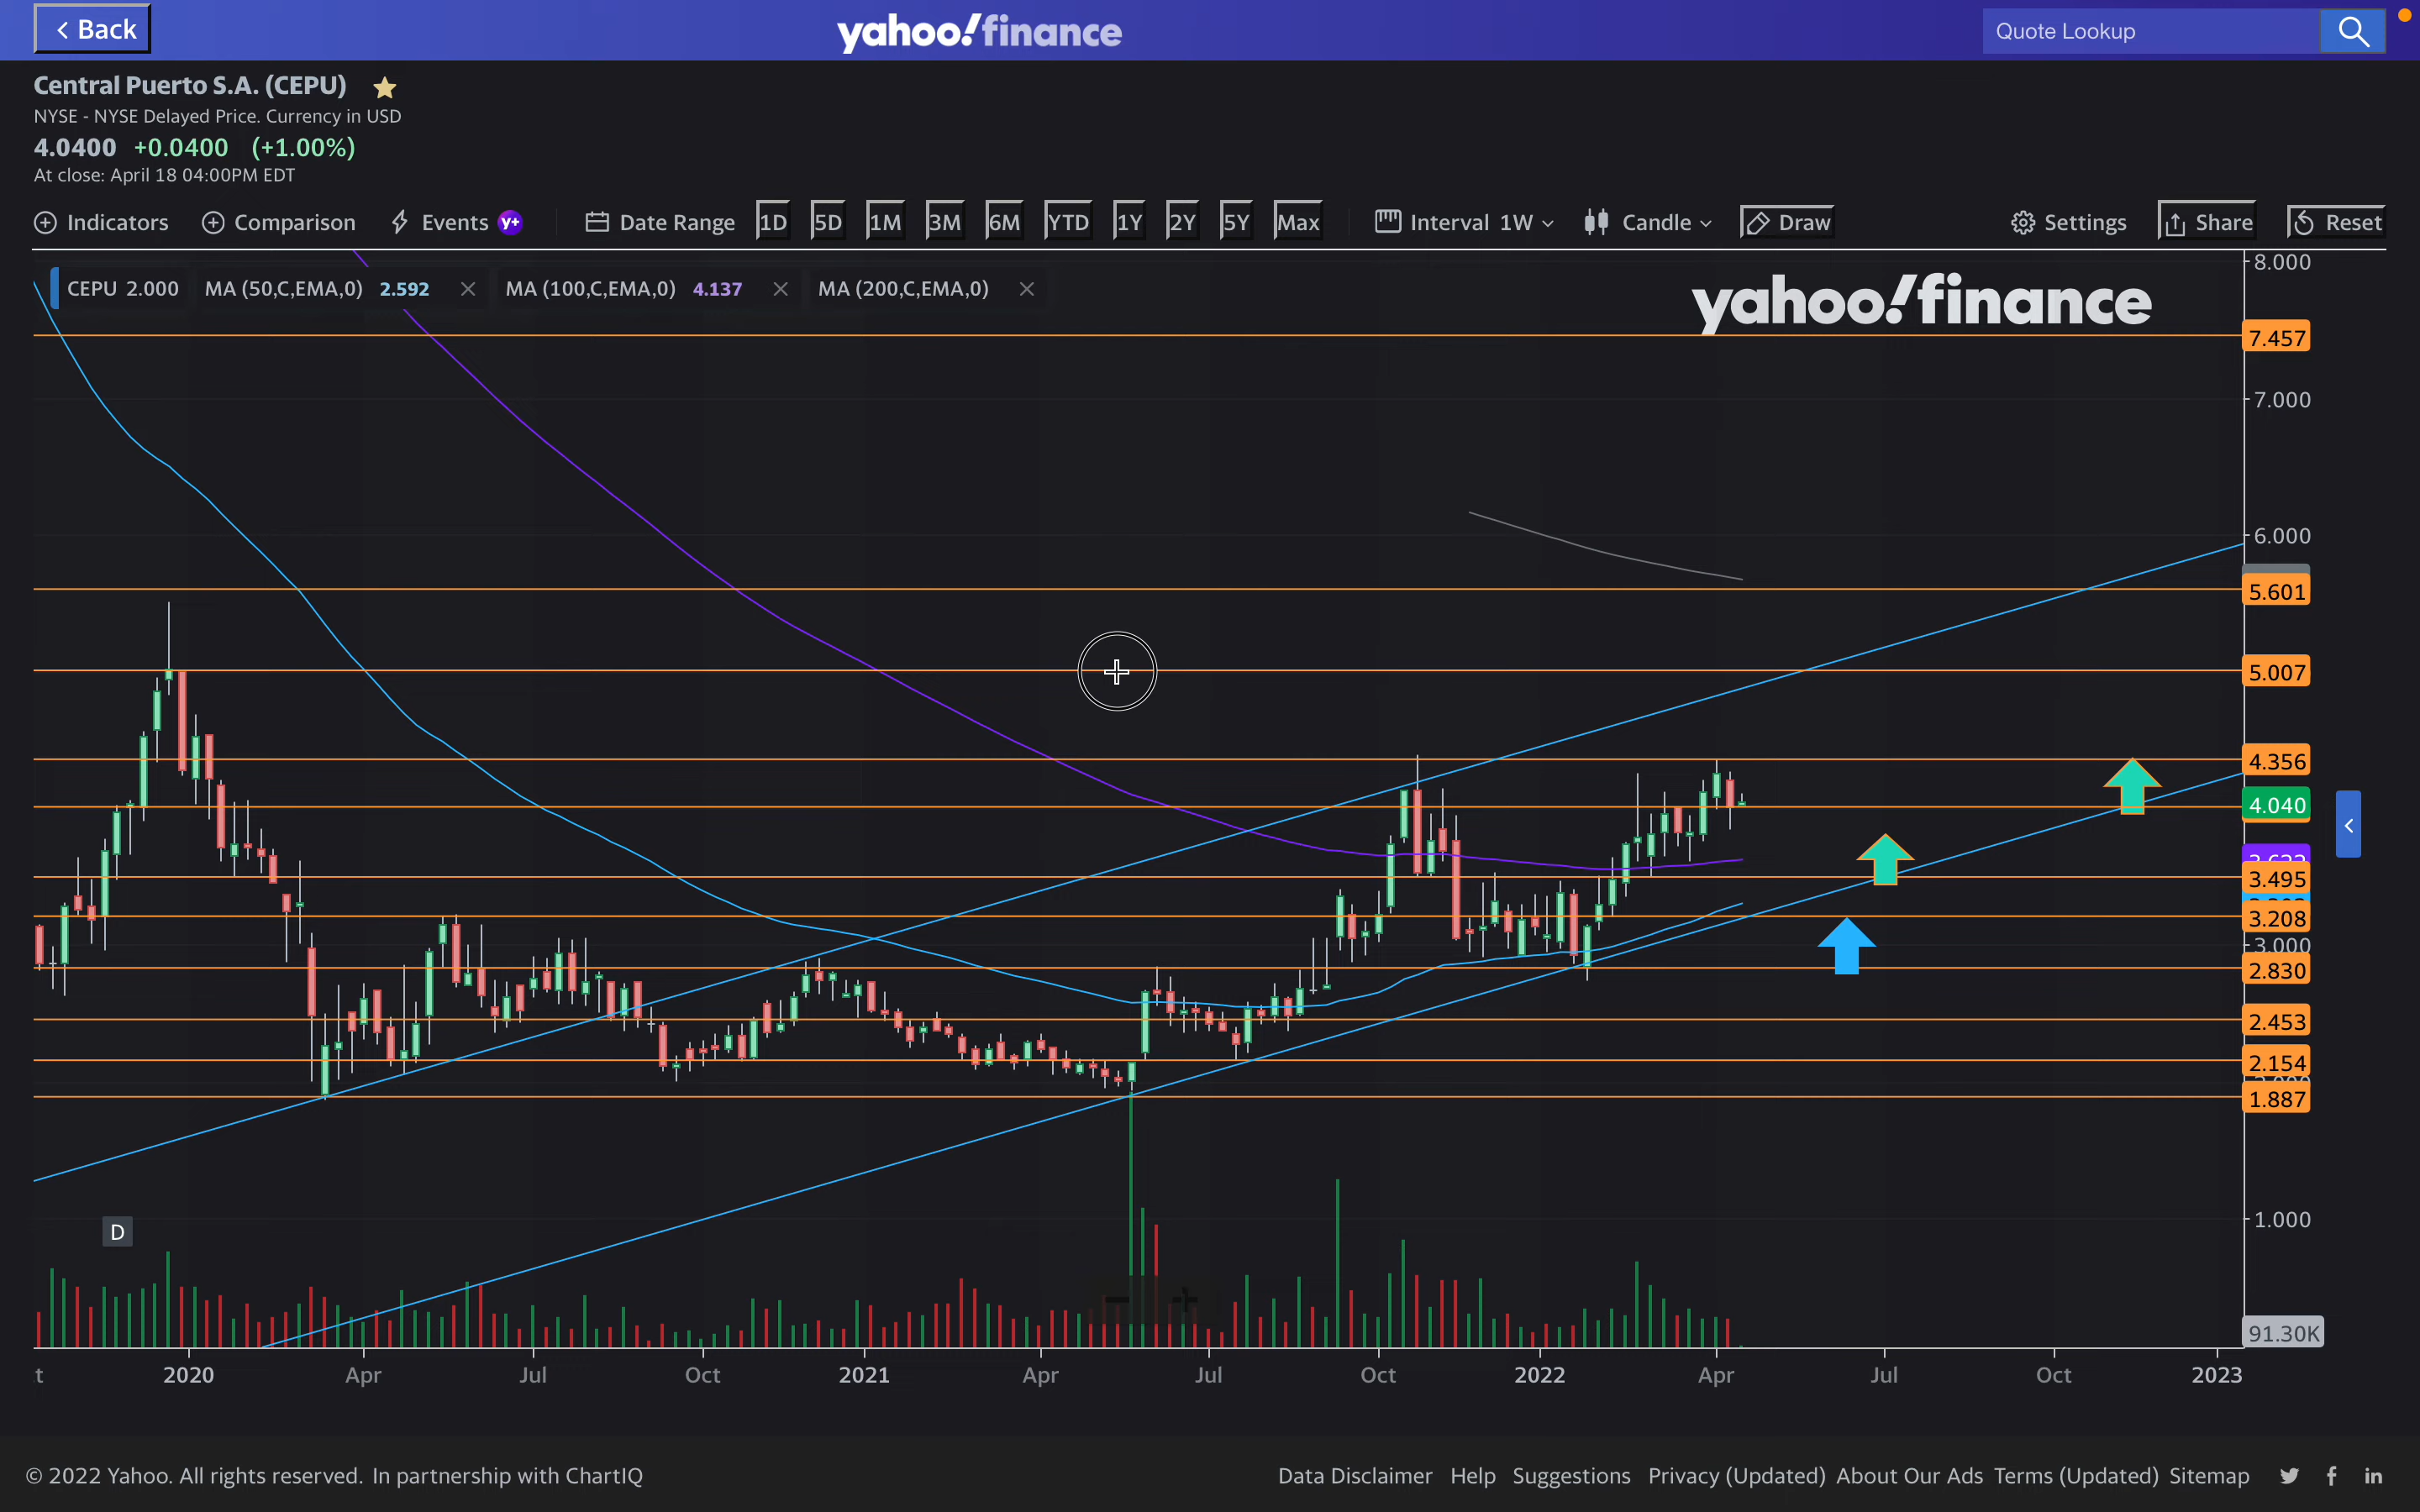 Back
yahoo!finance
Quote Lookup
Central Puerto S.A. (CEPU)
NYSE - NYSE Delayed Price. Currency in USD
4.0400 +0.0400 (+1.00%)
At close: April 18 04:00PM EDT
Indicators Comparison Events y+ Date Range 1D 5D 1M 3M 6M YTD 1Y 2Y 5Y Max Interval 1W Candle Draw Settings Share Reset
CEPU 2.000 MA (50,C,EMA,0) 2.592 MA (100,C,EMA,0) 4.137 MA (200,C,EMA,0)
yahoo!finance
8.000
7.457
7.000
6.000
5.601
5.007
4.356
4.040
3.495
3.208
3.000
2.830
2.453
2.154
1.887
1.000
D
91.30K
t 2020 Apr Jul Oct 2021 Apr Jul Oct 2022 Apr Jul Oct 2023
© 2022 Yahoo. All rights reserved. In partnership with ChartIQ
Data Disclaimer Help Suggestions Privacy (Updated) About Our Ads Terms (Updated) Sitemap